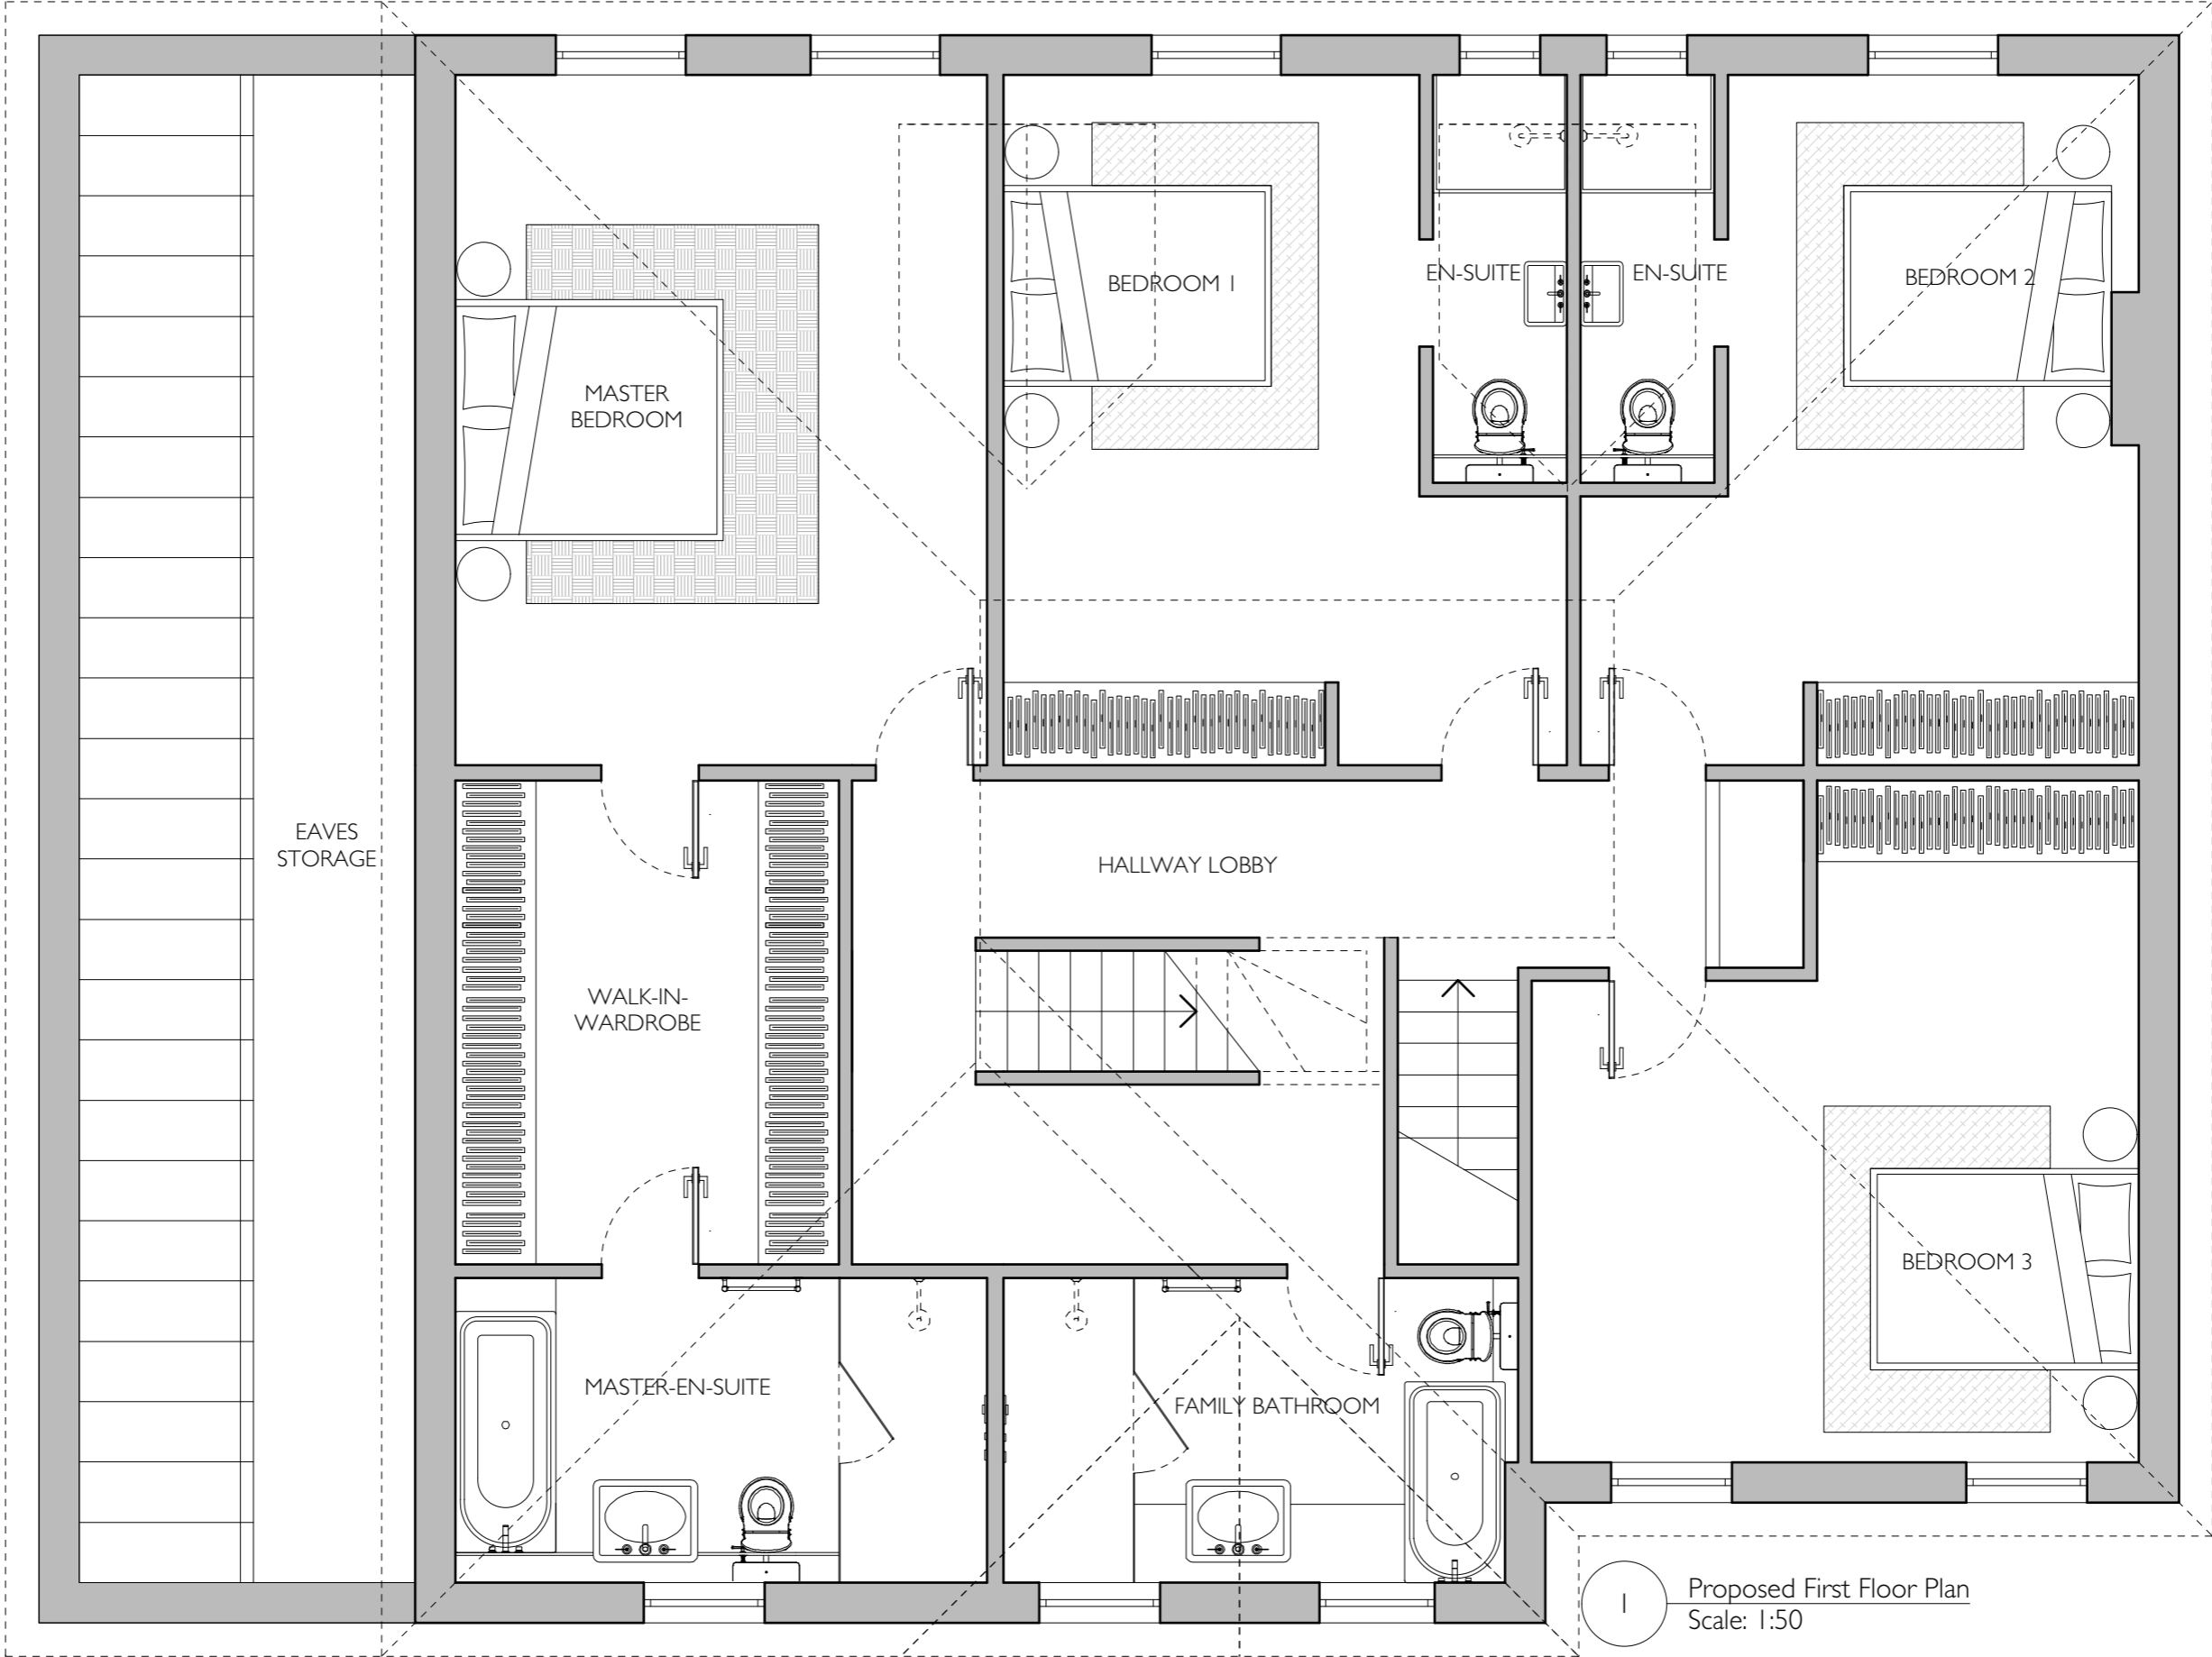 BEDROOM 1
EN-SUITE
EN-SUITE
BEDROOM 2
MASTER
BEDROOM
EAVES
STORAGE
HALLWAY LOBBY
WALK-IN-
WARDROBE
BEDROOM 3
MASTER-EN-SUITE
FAMILY BATHROOM
1
Proposed First Floor Plan
Scale: 1:50